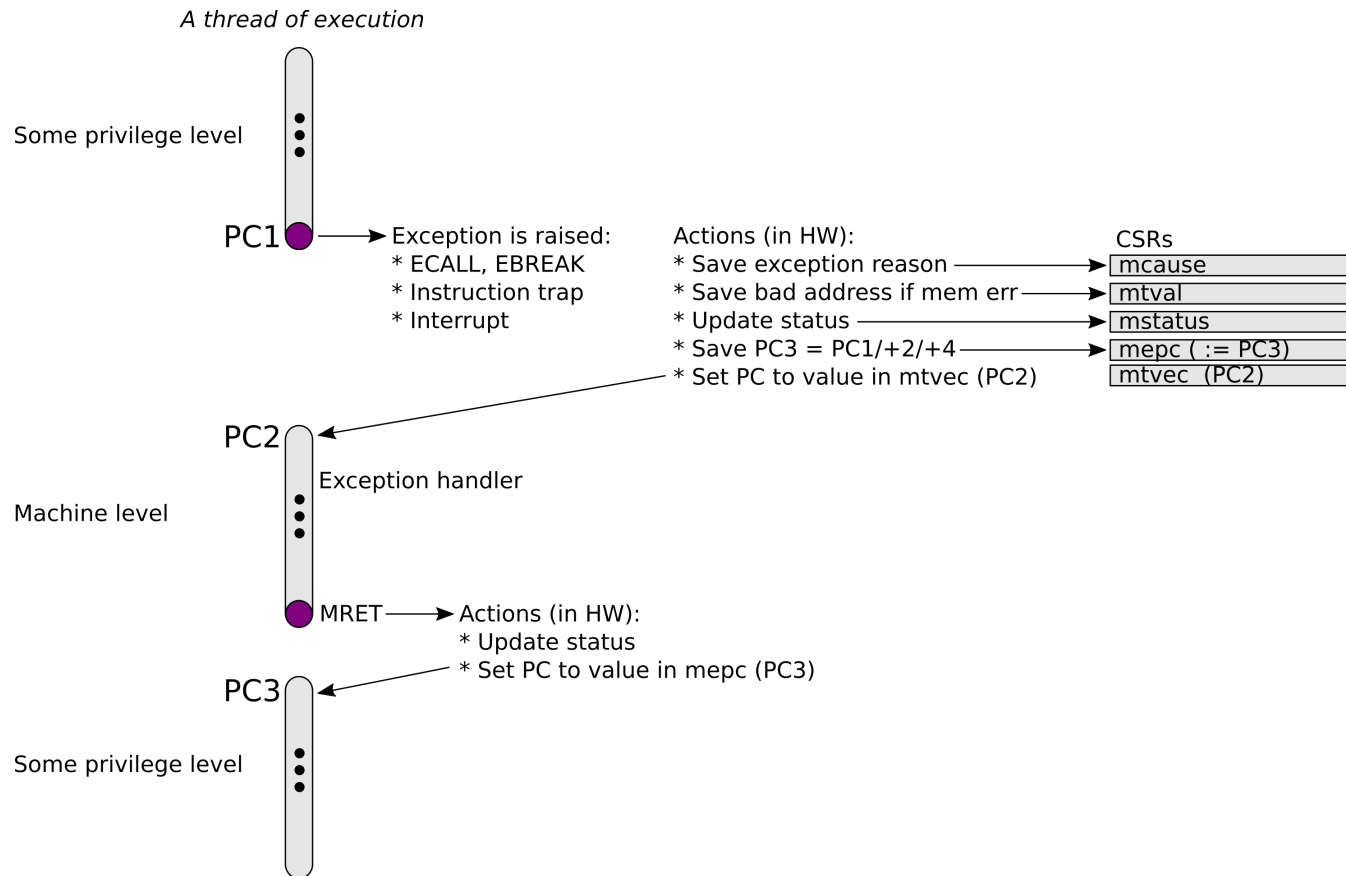 A thread of execution
Some privilege level
PC1
Exception is raised:
* ECALL, EBREAK
* Instruction trap
* Interrupt
Actions (in HW):
* Save exception reason
* Save bad address if mem err
* Update status
* Save PC3 = PC1/+2/+4
* Set PC to value in mtvec (PC2)
CSRs
mcause
mtval
mstatus
mepc ( := PC3)
mtvec (PC2)
PC2
Exception handler
Machine level
MRET
Actions (in HW):
* Update status
* Set PC to value in mepc (PC3)
PC3
Some privilege level